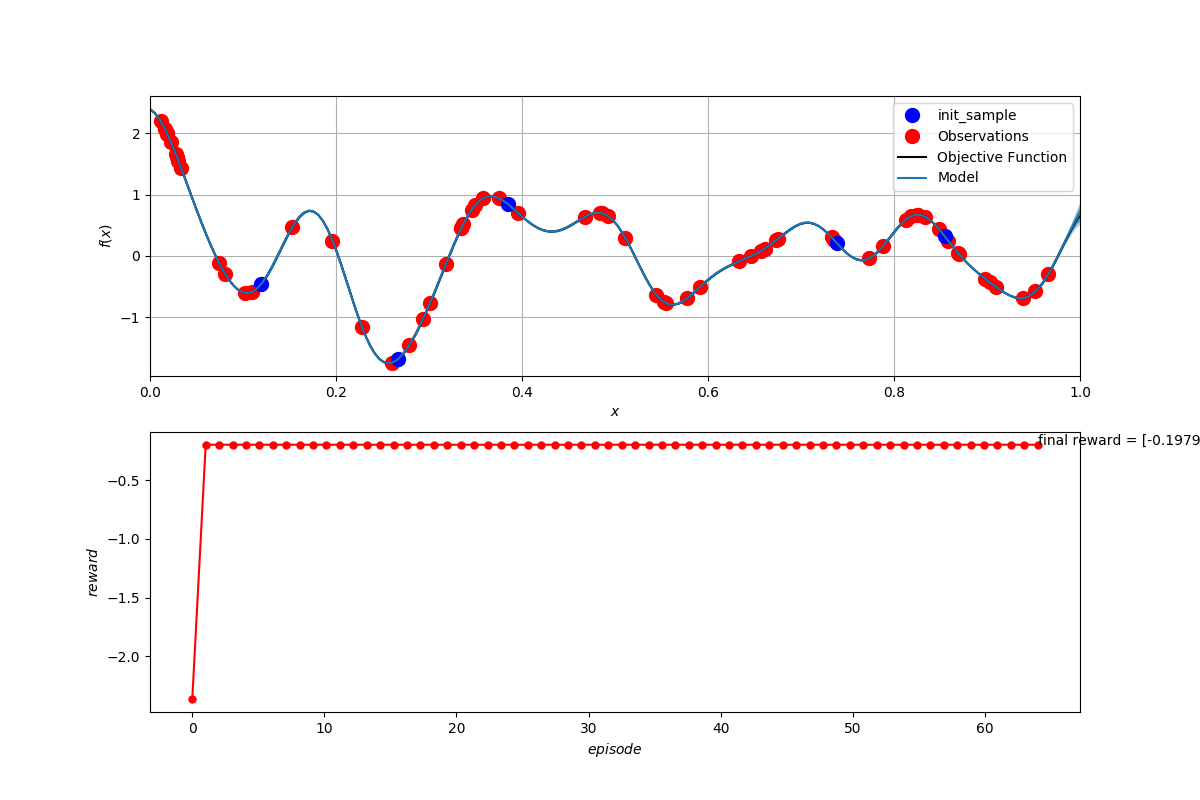 2
1
0
−1
f(x)
init_sample
Observations
Objective Function
Model
0.0 0.2 0.4 0.6 0.8 1.0
x
final reward = [-0.1979
−0.5
−1.0
−1.5
−2.0
reward
0 10 20 30 40 50 60
episode